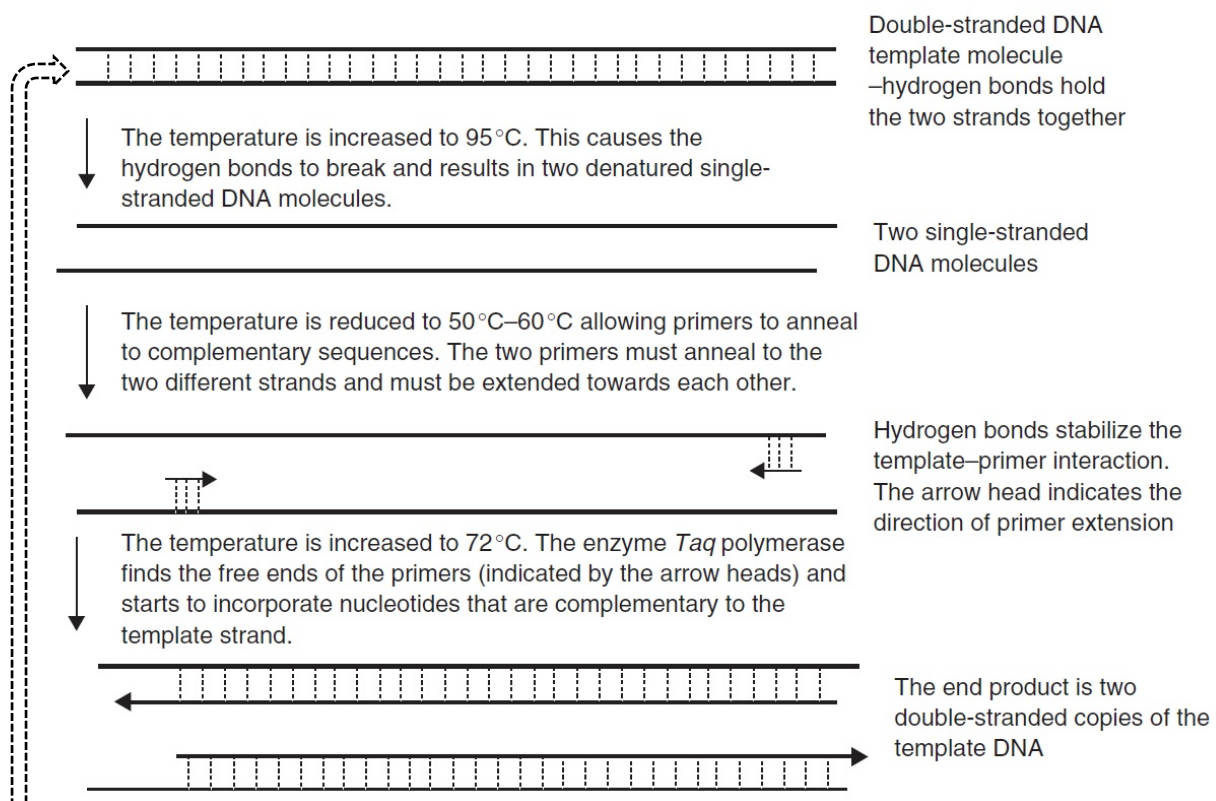 Double-stranded DNA
template molecule
–hydrogen bonds hold
the two strands together
The temperature is increased to 95°C. This causes the
hydrogen bonds to break and results in two denatured single-
stranded DNA molecules.
Two single-stranded
DNA molecules
The temperature is reduced to 50°C–60°C allowing primers to anneal
to complementary sequences. The two primers must anneal to the
two different strands and must be extended towards each other.
Hydrogen bonds stabilize the
template–primer interaction.
The arrow head indicates the
direction of primer extension
The temperature is increased to 72°C. The enzyme Taq polymerase
finds the free ends of the primers (indicated by the arrow heads) and
starts to incorporate nucleotides that are complementary to the
template strand.
The end product is two
double-stranded copies of the
template DNA